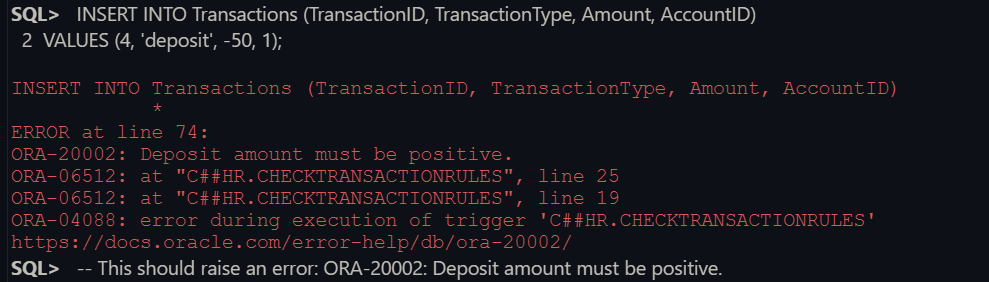 SQL> INSERT INTO Transactions (TransactionID, TransactionType, Amount, AccountID)
2 VALUES (4, 'deposit', -50, 1);
INSERT INTO Transactions (TransactionID, TransactionType, Amount, AccountID)
*
ERROR at line 74:
ORA-20002: Deposit amount must be positive.
ORA-06512: at "C##HR.CHECKTRANSACTIONRULES", line 25
ORA-06512: at "C##HR.CHECKTRANSACTIONRULES", line 19
ORA-04088: error during execution of trigger 'C##HR.CHECKTRANSACTIONRULES'
https://docs.oracle.com/error-help/db/ora-20002/
SQL> -- This should raise an error: ORA-20002: Deposit amount must be positive.